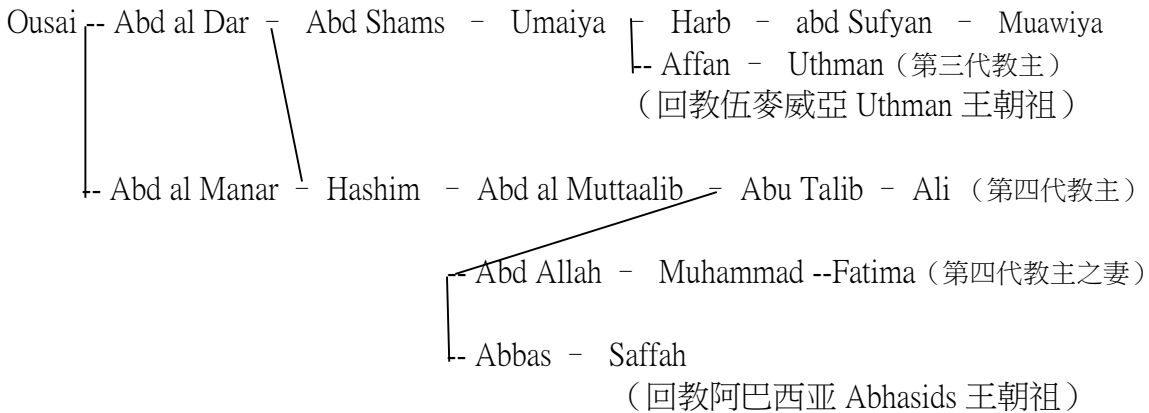 Ousai -- Abd al Dar - Abd Shams - Umaiya - Harb - abd Sufyan - Muawiya
-- Affan - Uthman（第三代教主）
（回教伍麥威亞 Uthman 王朝祖）
-- Abd al Manar - Hashim - Abd al Muttaalib - Abu Talib - Ali （第四代教主）
-- Abd Allah - Muhammad --Fatima（第四代教主之妻）
-- Abbas - Saffah
（回教阿巴西亚 Abhasids 王朝祖）